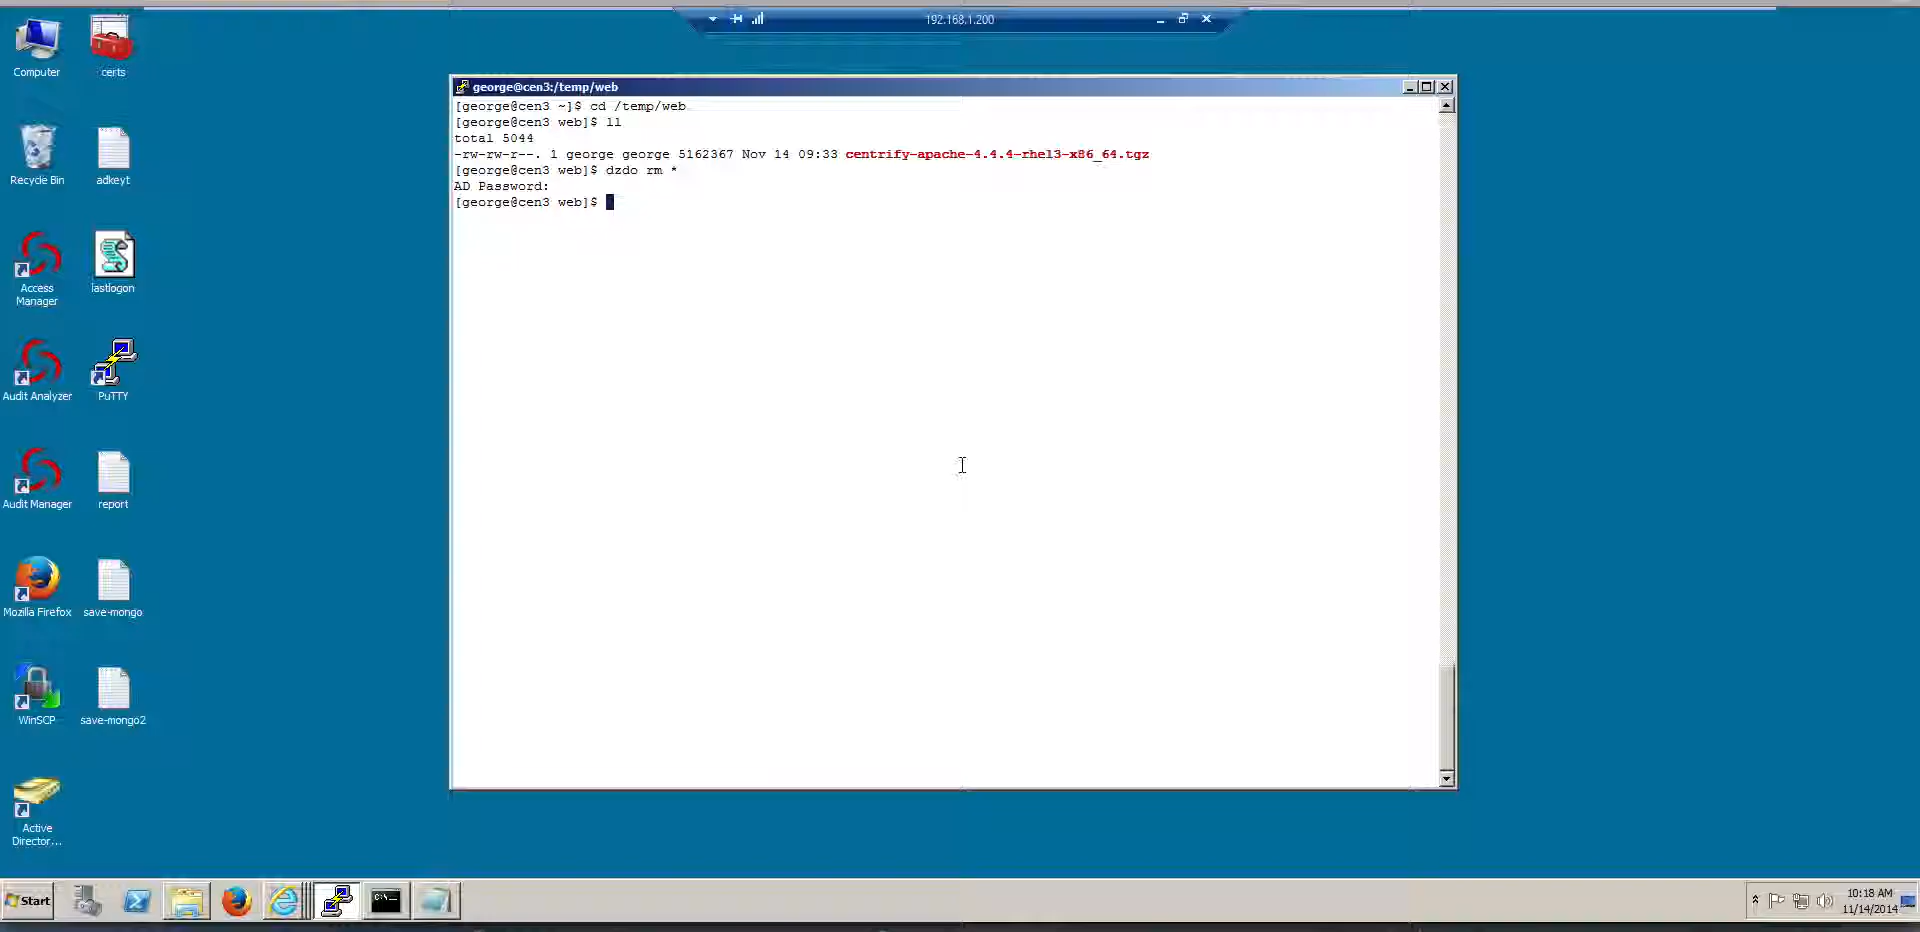 192.168.1.200
Computer
certs
Recycle Bin
adkeyt
Access
Manager
lastlogon
Audit Analyzer
PuTTY
Audit Manager
report
Mozilla Firefox
save-mongo
WinSCP
save-mongo2
Active
Director...
george@cen3:/temp/web
[george@cen3 ~]$ cd /temp/web
[george@cen3 web]$ ll
total 5044
-rw-rw-r--. 1 george george 5162367 Nov 14 09:33 centrify-apache-4.4.4-rhel3-x86_64.tgz
[george@cen3 web]$ dzdo rm *
AD Password:
[george@cen3 web]$
Start
C:\_
10:18 AM
11/14/2014